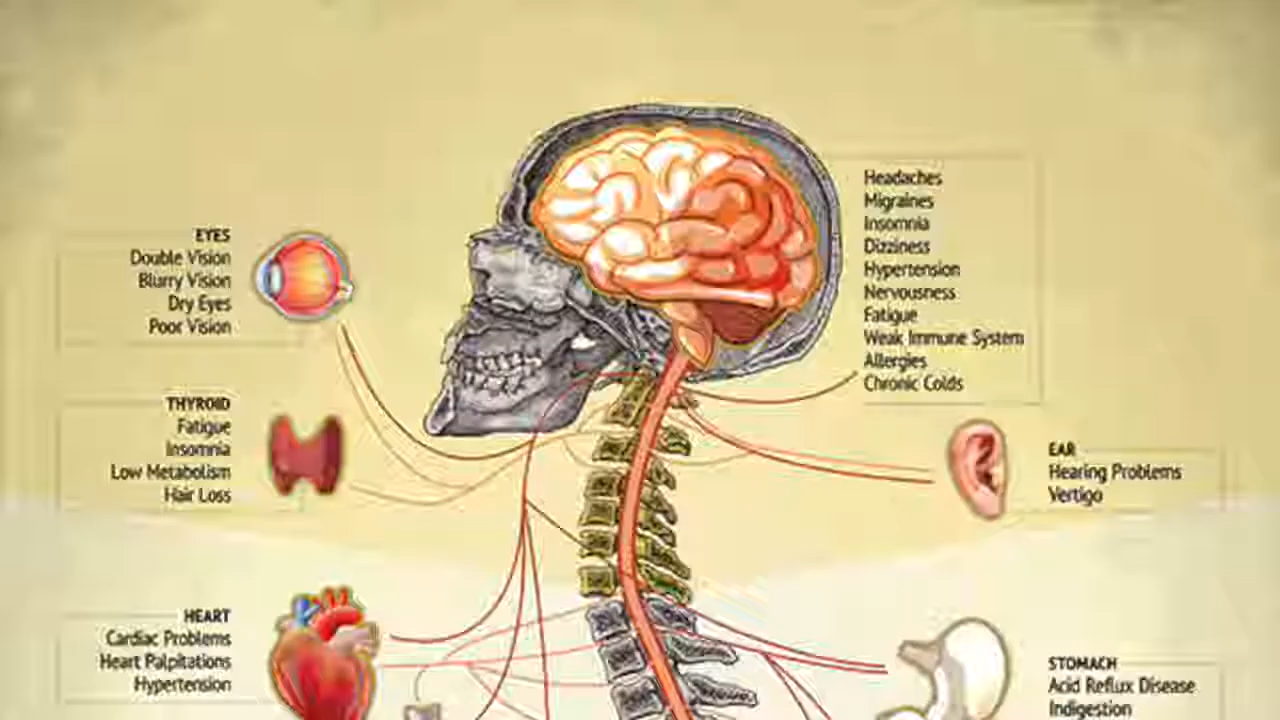 EYES
Double Vision
Blurry Vision
Dry Eyes
Poor Vision
THYROID
Fatigue
Insomnia
Low Metabolism
Hair Loss
HEART
Cardiac Problems
Heart Palpitations
Hypertension
Headaches
Migraines
Insomnia
Dizziness
Hypertension
Nervousness
Fatigue
Weak Immune System
Allergies
Chronic Colds
EAR
Hearing Problems
Vertigo
STOMACH
Acid Reflux Disease
Indigestion